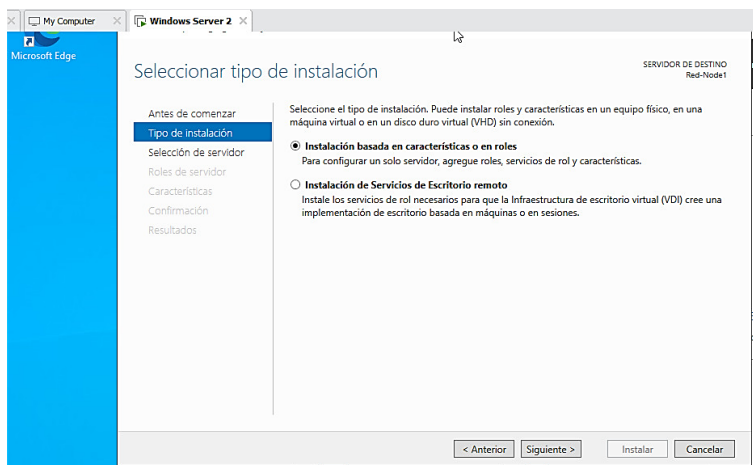 My Computer
Windows Server 2
Microsoft Edge
Seleccionar tipo de instalación
SERVIDOR DE DESTINO
Red-Node1
Antes de comenzar
Tipo de instalación
Selección de servidor
Roles de servidor
Características
Confirmación
Resultados
Seleccione el tipo de instalación. Puede instalar roles y características en un equipo físico, en una
máquina virtual o en un disco duro virtual (VHD) sin conexión.
Instalación basada en características o en roles
Para configurar un solo servidor, agregue roles, servicios de rol y características.
Instalación de Servicios de Escritorio remoto
Instale los servicios de rol necesarios para que la Infraestructura de escritorio virtual (VDI) cree una
implementación de escritorio basada en máquinas o en sesiones.
< Anterior
Siguiente >
Instalar
Cancelar